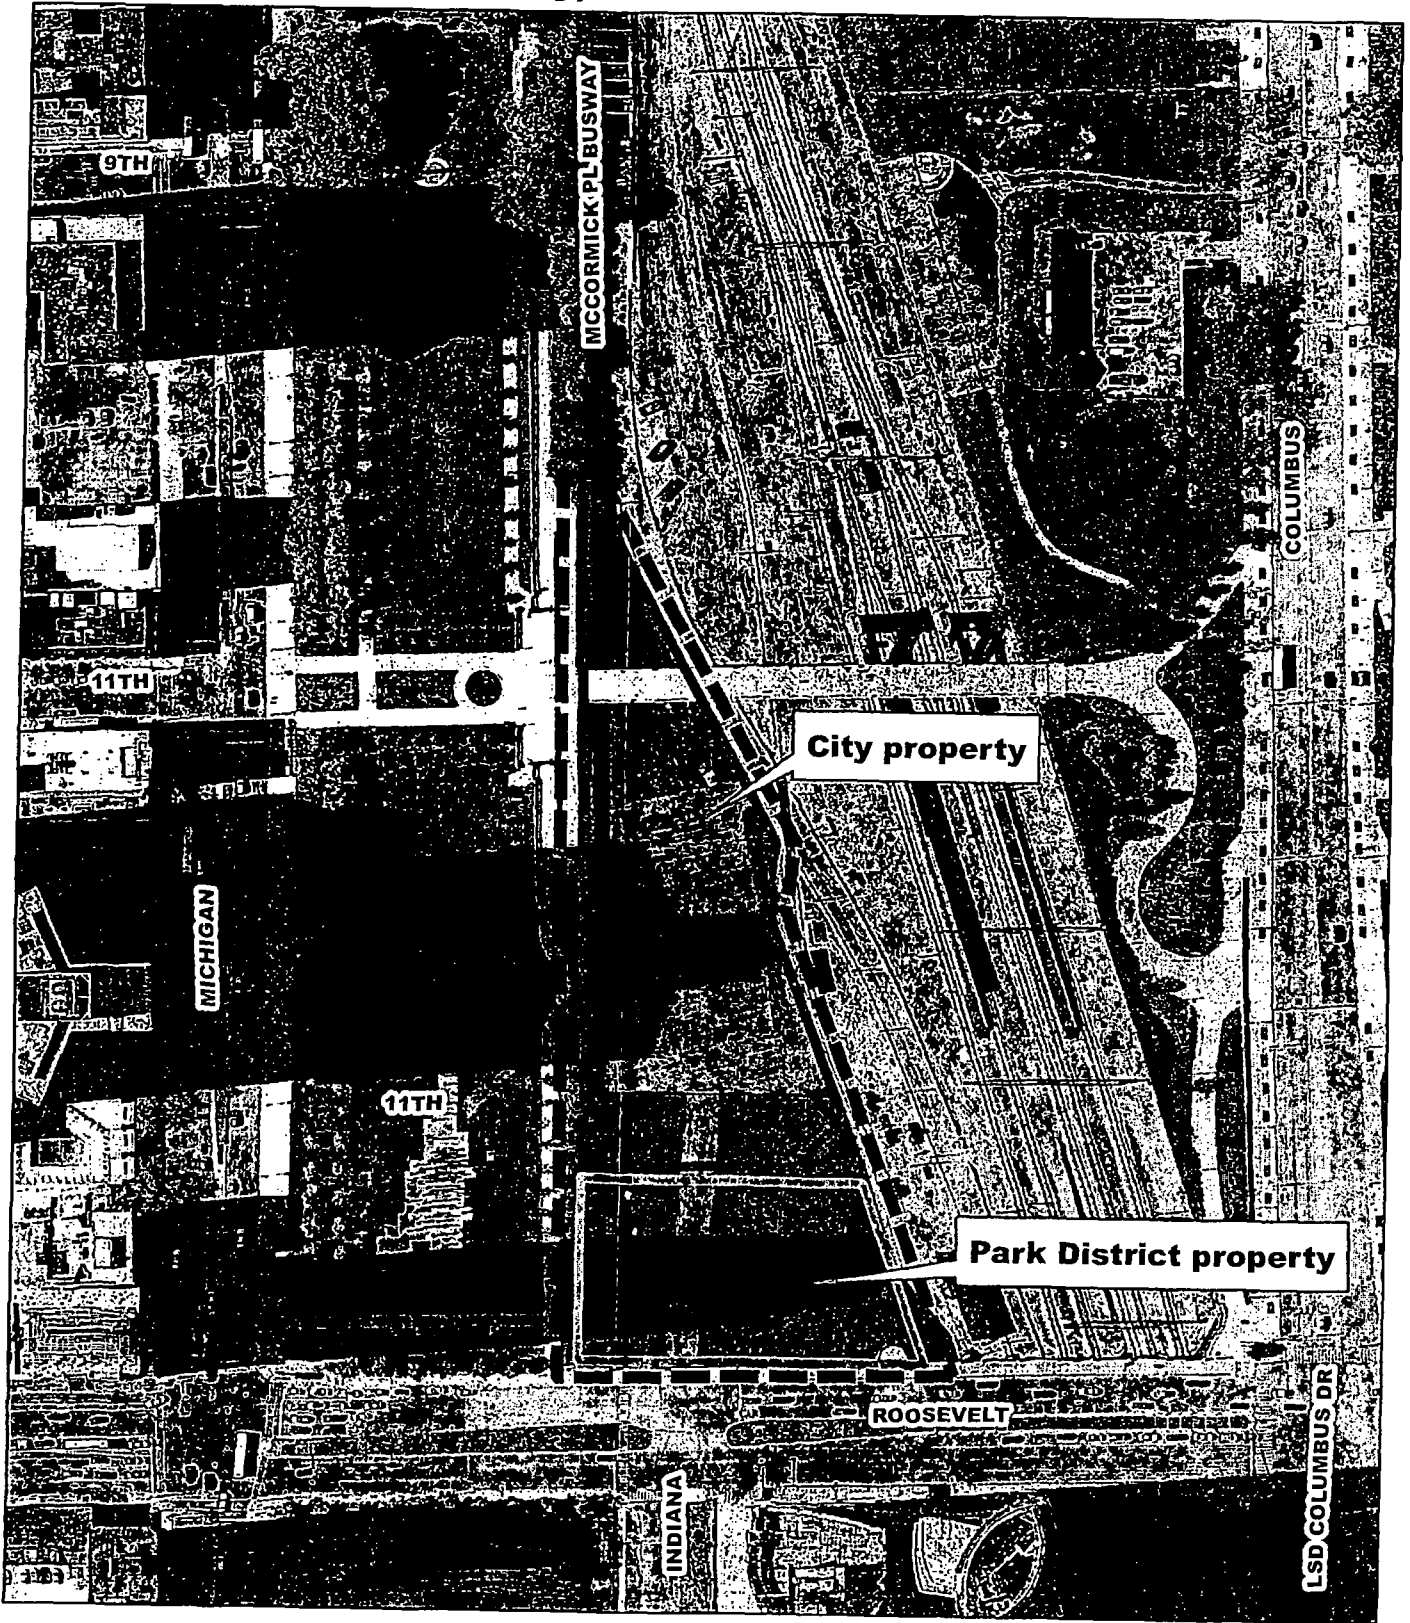 MCCORMICK PL BUSWAY
9TH
COLUMBUS
11TH
City property
MICHIGAN
11TH
Park District property
ROOSEVELT
LSD COLUMBUS DR
INDIANA